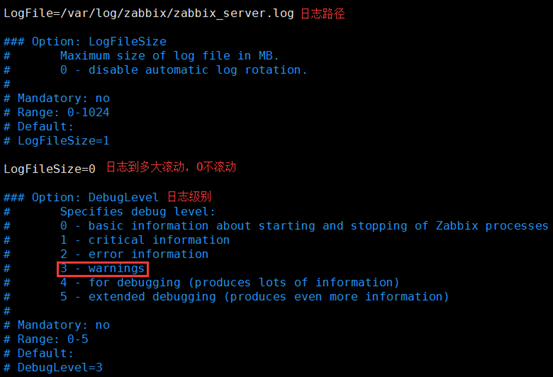 LogFile=/var/log/zabbix/zabbix_server.log 日志路径
### Option: LogFileSize
#       Maximum size of log file in MB.
#       0 - disable automatic log rotation.
#
# Mandatory: no
# Range: 0-1024
# Default:
# LogFileSize=1
LogFileSize=0 日志到多大滚动，0不滚动
### Option: DebugLevel 日志级别
#       Specifies debug level:
#       0 - basic information about starting and stopping of Zabbix processes
#       1 - critical information
#       2 - error information
#       3 - warnings
#       4 - for debugging (produces lots of information)
#       5 - extended debugging (produces even more information)
#
# Mandatory: no
# Range: 0-5
# Default:
# DebugLevel=3